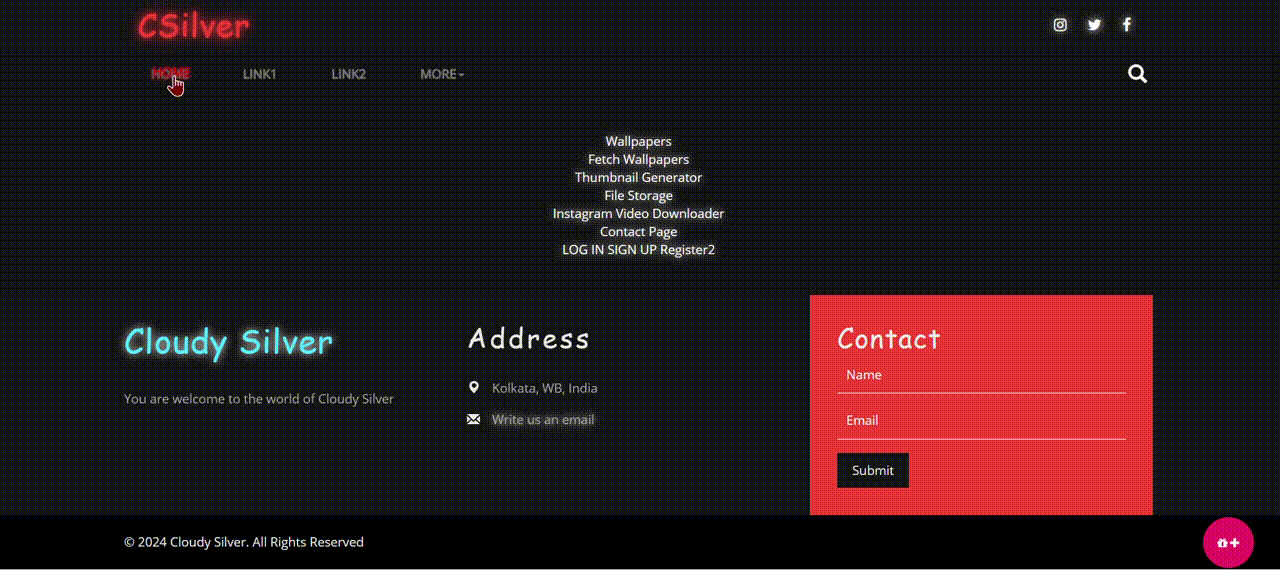 CSilver
HOME LINK1 LINK2 MORE
Wallpapers
Fetch Wallpapers
Thumbnail Generator
File Storage
Instagram Video Downloader
Contact Page
LOG IN SIGN UP Register2
Cloudy Silver
You are welcome to the world of Cloudy Silver
Address
Kolkata, WB, India
Write us an email
Contact
Name
Email
Submit
© 2024 Cloudy Silver. All Rights Reserved